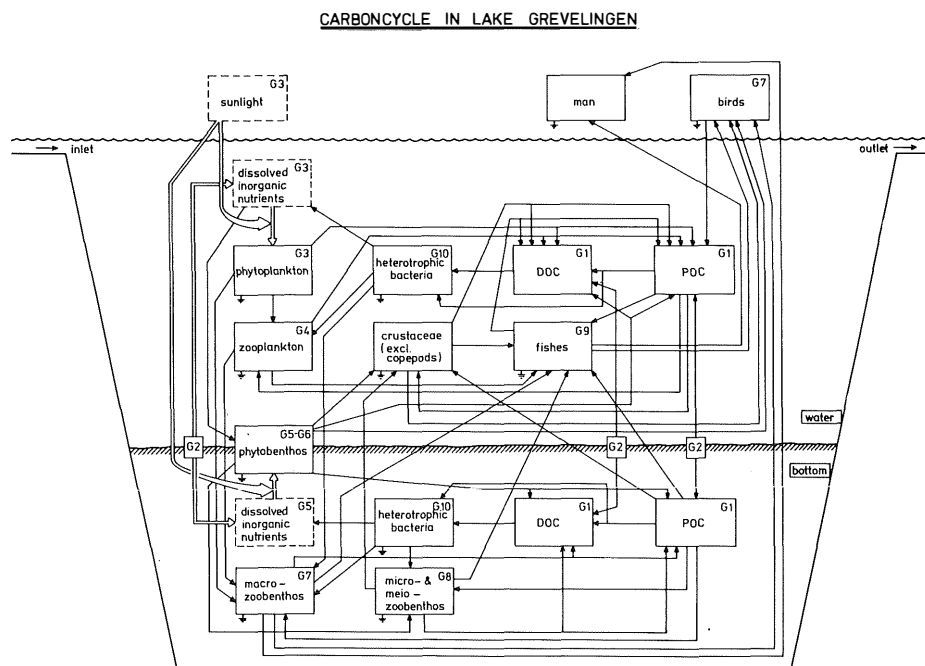 CARBONCYCLE IN LAKE GREVELINGEN
G3
sunlight
man
G7
birds
inlet
outlet
G3
dissolved
inorganic
nutrients
G3
phytoplankton
G10
heterotrophic
bacteria
G1
DOC
G1
POC
G4
zooplankton
crustaceae
(excl.
copepods)
G9
fishes
water
G5-G6
phytobenthos
G2
G2
G2
bottom
G5
dissolved
inorganic
nutrients
G10
heterotrophic
bacteria
G1
DOC
G1
POC
G7
macro-
zoobenthos
G8
micro- &
meio-
zoobenthos